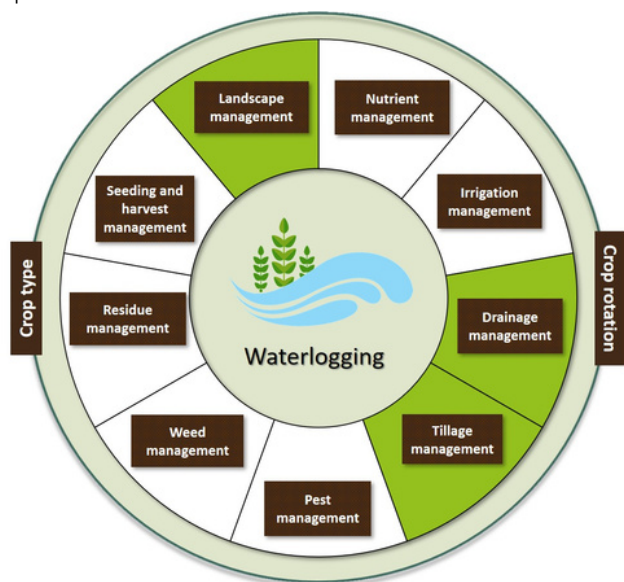 Landscape
management
Nutrient
management
Seeding and
harvest
management
Irrigation
management
Crop type
Crop rotation
Residue
management
Drainage
management
Waterlogging
Weed
management
Tillage
management
Pest
management